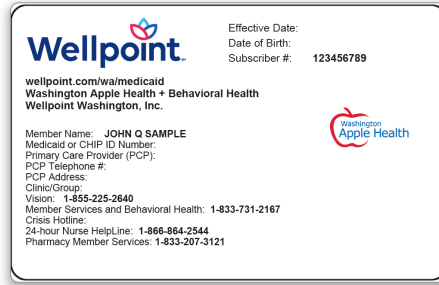 Wellpoint
Effective Date:
Date of Birth:
Subscriber #: 123456789
wellpoint.com/wa/medicaid
Washington Apple Health + Behavioral Health
Wellpoint Washington, Inc.
Washington
Apple Health
Member Name: JOHN Q SAMPLE
Medicaid or CHIP ID Number:
Primary Care Provider (PCP):
PCP Telephone #:
PCP Address:
Clinic/Group:
Vision: 1-855-225-2640
Member Services and Behavioral Health: 1-833-731-2167
Crisis Hotline:
24-hour Nurse HelpLine: 1-866-864-2544
Pharmacy Member Services: 1-833-207-3121